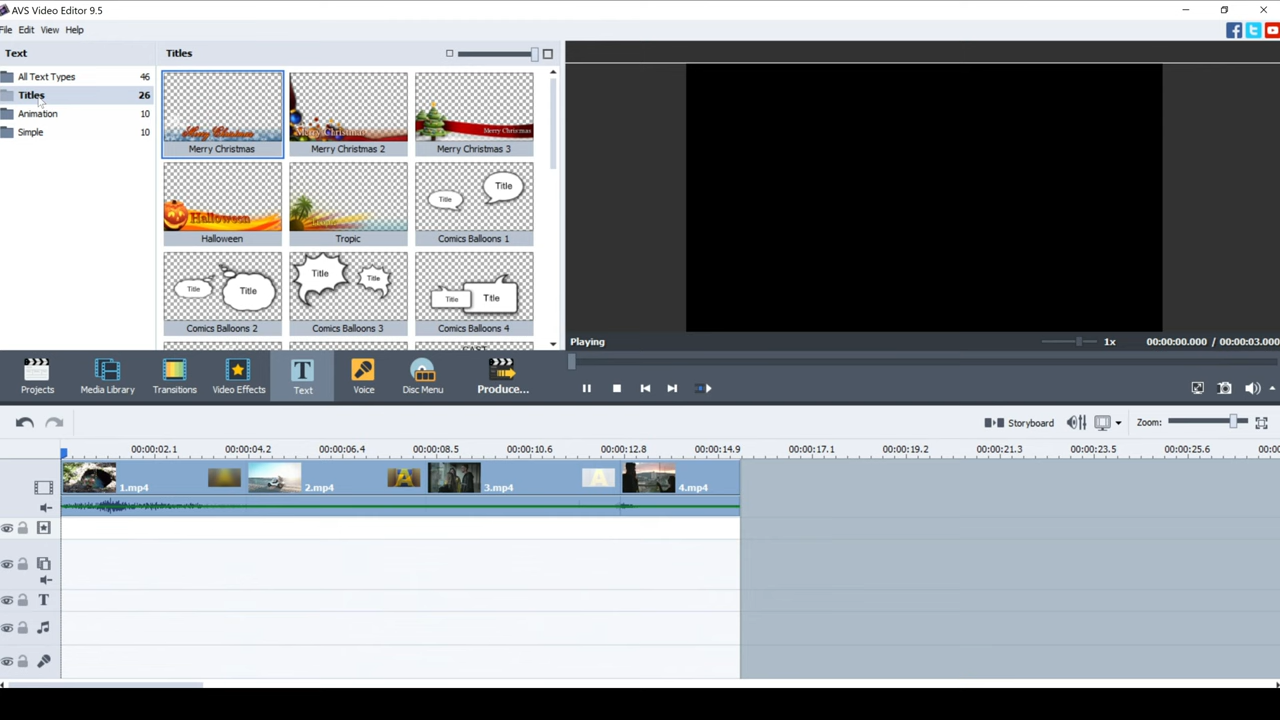 AVS Video Editor 9.5
File Edit View Help
Text
Titles
All Text Types 46
Titles 26
Animation 10
Simple 10
Merry Christmas
Merry Christmas
Merry Christmas
Merry Christmas Merry Christmas 2 Merry Christmas 3
Halloween
Title
Title
Halloween Tropic Comics Balloons 1
Title
Title
Title
Title
Title
Title
Comics Balloons 2 Comics Balloons 3 Comics Balloons 4
Playing 1x 00:00:00.000 / 00:00:03.000
Projects Media Library Transitions Video Effects Text Voice Disc Menu Produce...
Storyboard Zoom:
00:00:02.1 00:00:04.2 00:00:06.4 00:00:08.5 00:00:10.6 00:00:12.8 00:00:14.9 00:00:17.1 00:00:19.2 00:00:21.3 00:00:23.5 00:00:25.6
1.mp4 2.mp4 A 3.mp4 A 4.mp4
T